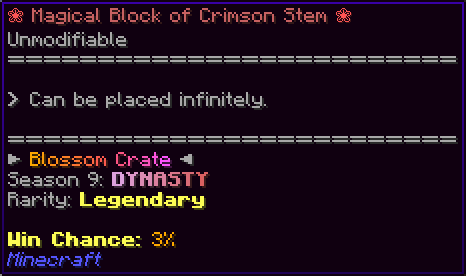 ❀ Magical Block of Crimson Stem ❀
Unmodifiable
==============================
> Can be placed infinitely.
==============================
► Blossom Crate ◄
Season 9: DYNASTY
Rarity: Legendary
Win Chance: 3%
Minecraft